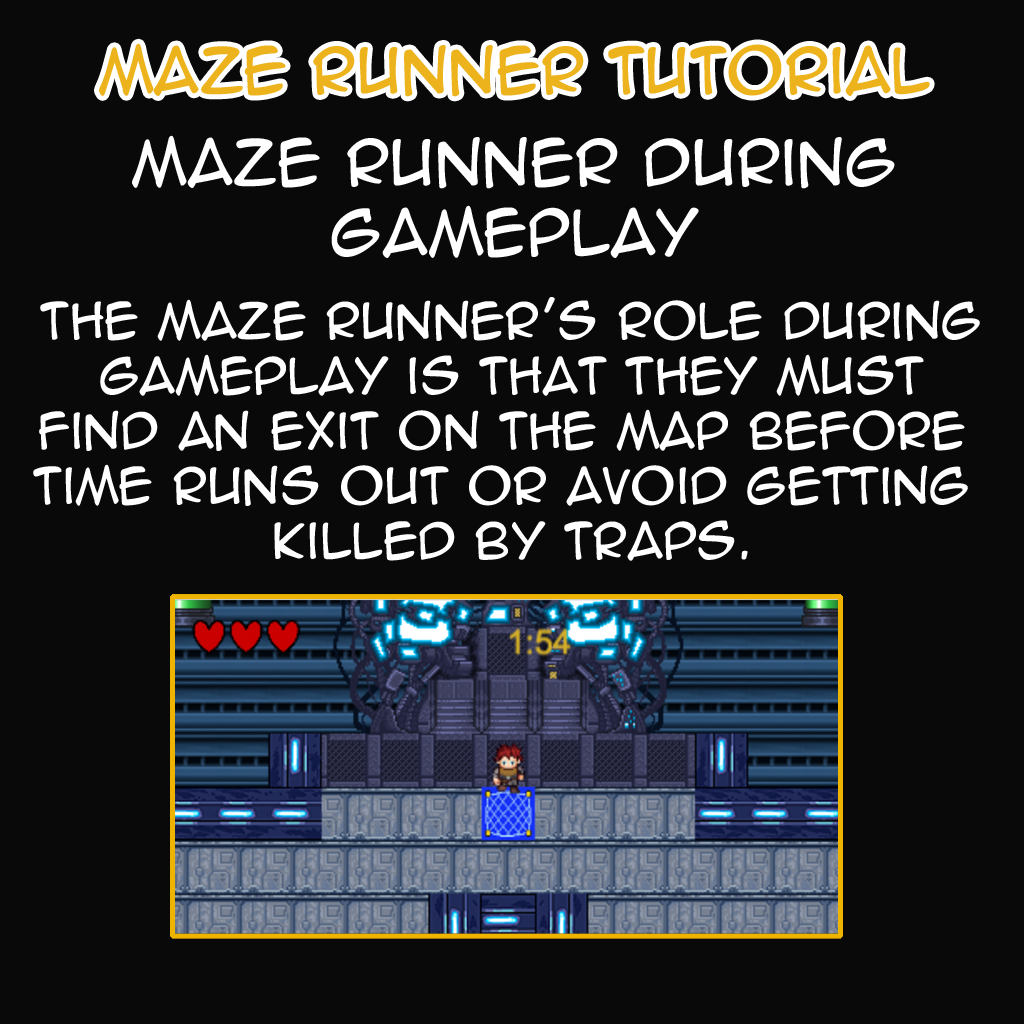 MAZE RUNNER TUTORIAL
MAZE RUNNER DURING
GAMEPLAY
THE MAZE RUNNER'S ROLE DURING
GAMEPLAY IS THAT THEY MUST
FIND AN EXIT ON THE MAP BEFORE
TIME RUNS OUT OR AVOID GETTING
KILLED BY TRAPS.
1:54